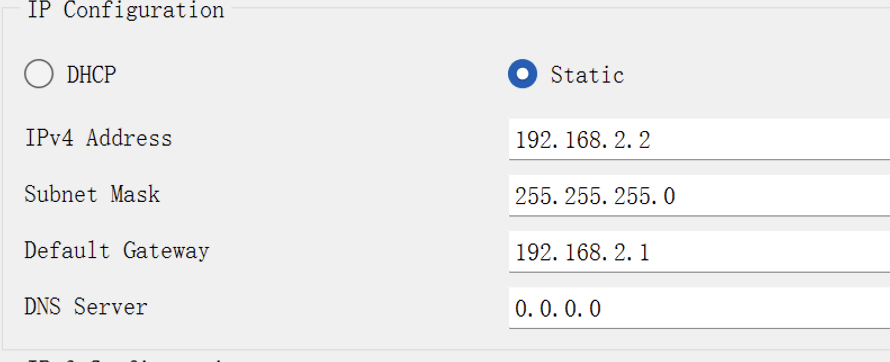 IP Configuration
DHCP
Static
IPv4 Address
192.168.2.2
Subnet Mask
255.255.255.0
Default Gateway
192.168.2.1
DNS Server
0.0.0.0